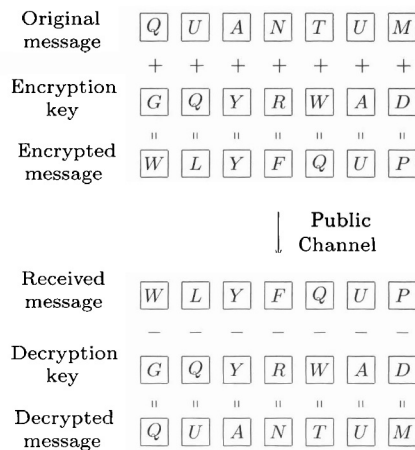 Original message Q U A N T U M
+ + + + + + +
Encryption key G Q Y R W A D
= = = = = = =
Encrypted message W L Y F Q U P
↓ Public Channel
Received message W L Y F Q U P
− − − − − − −
Decryption key G Q Y R W A D
= = = = = = =
Decrypted message Q U A N T U M